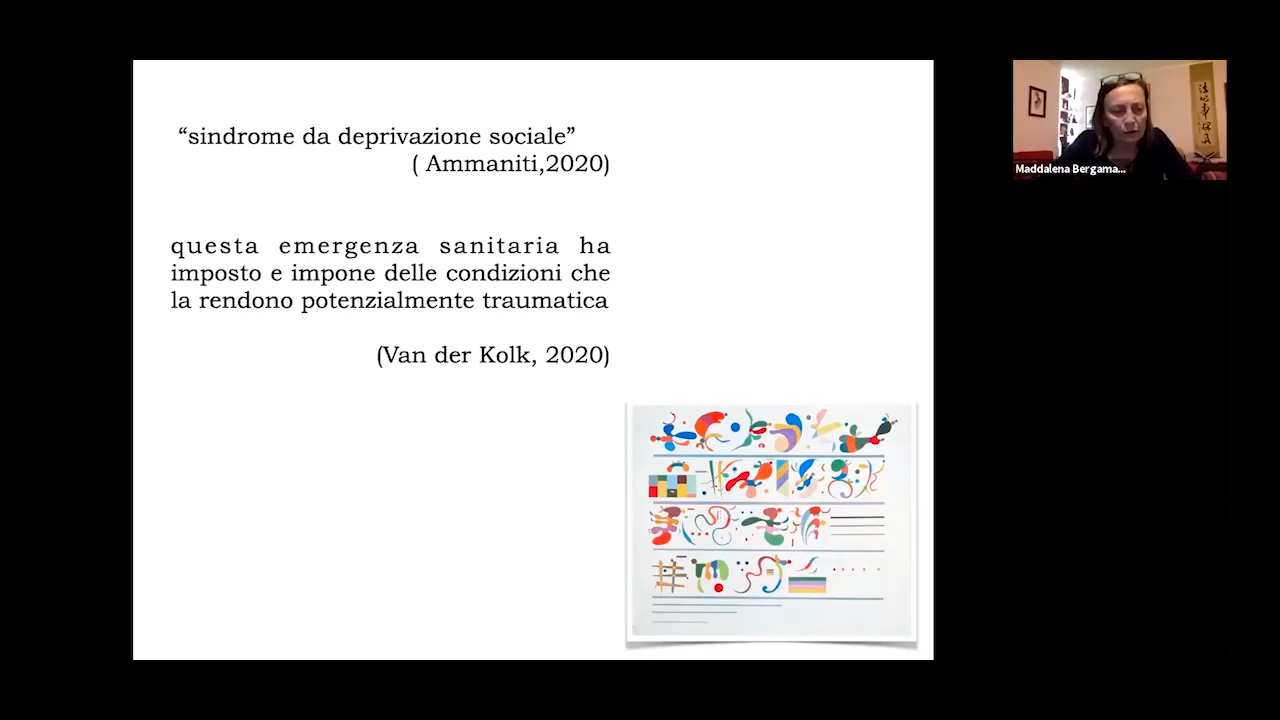 “sindrome da deprivazione sociale”
( Ammaniti,2020)
questa emergenza sanitaria ha
imposto e impone delle condizioni che
la rendono potenzialmente traumatica
(Van der Kolk, 2020)
Maddalena Bergama...